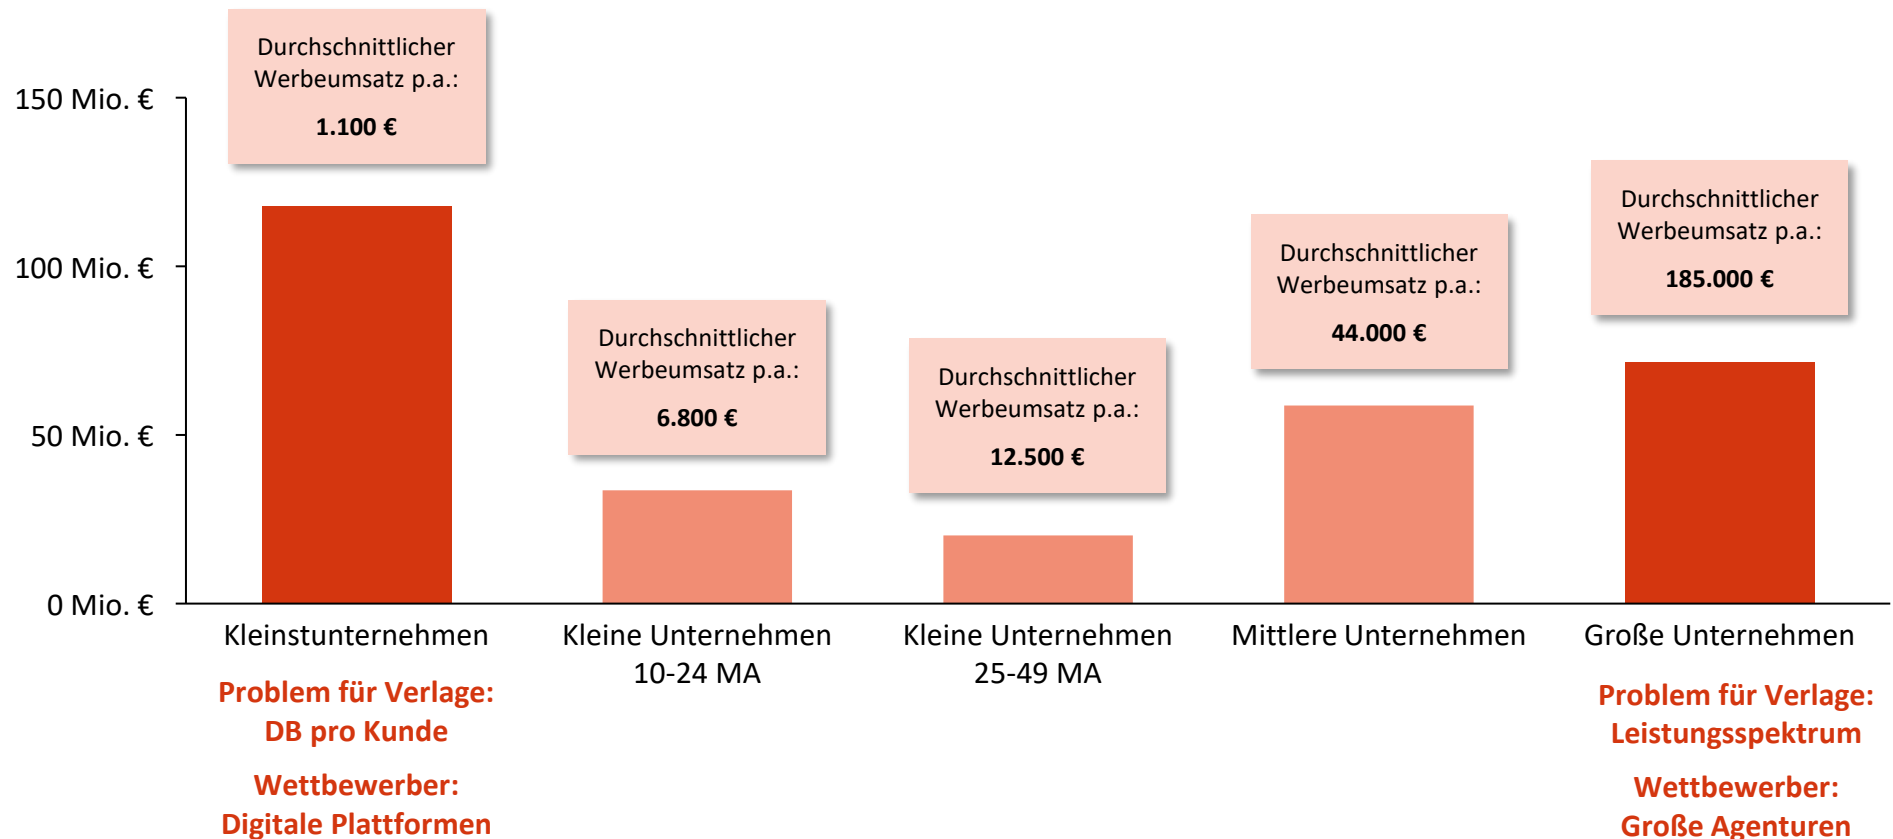 150 Mio. €
100 Mio. €
50 Mio. €
0 Mio. €
Durchschnittlicher
Werbeumsatz p.a.:
1.100 €
Durchschnittlicher
Werbeumsatz p.a.:
6.800 €
Durchschnittlicher
Werbeumsatz p.a.:
12.500 €
Durchschnittlicher
Werbeumsatz p.a.:
44.000 €
Durchschnittlicher
Werbeumsatz p.a.:
185.000 €
Kleinstunternehmen
Kleine Unternehmen
10-24 MA
Kleine Unternehmen
25-49 MA
Mittlere Unternehmen
Große Unternehmen
Problem für Verlage:
DB pro Kunde
Wettbewerber:
Digitale Plattformen
Problem für Verlage:
Leistungsspektrum
Wettbewerber:
Große Agenturen